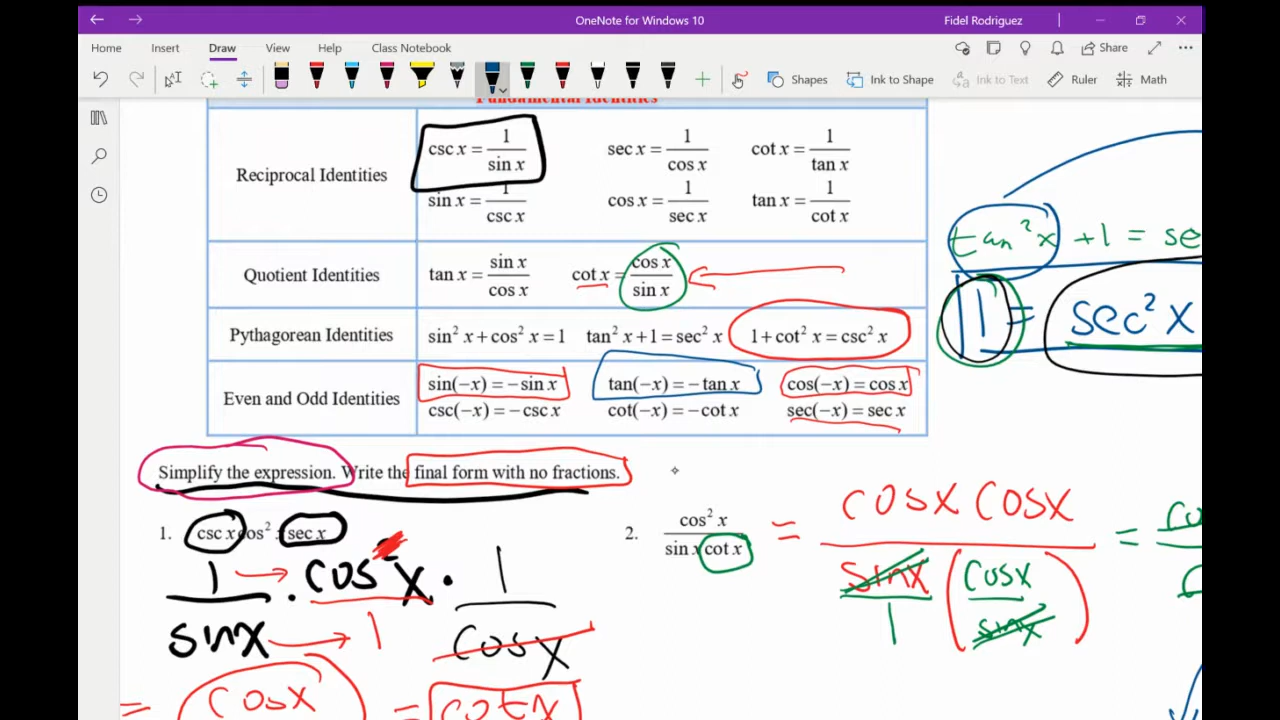 OneNote for Windows 10
Fidel Rodriguez
Home Insert Draw View Help Class Notebook
Share
Shapes Ink to Shape Ink to Text Ruler Math
Fundamental Identities
Reciprocal Identities
csc x = 1/sin x sec x = 1/cos x cot x = 1/tan x
sin x = 1/csc x cos x = 1/sec x tan x = 1/cot x
Quotient Identities
tan x = sin x/cos x cot x = cos x/sin x
Pythagorean Identities
sin² x + cos² x = 1 tan² x + 1 = sec² x 1 + cot² x = csc² x
Even and Odd Identities
sin(−x) = −sin x tan(−x) = −tan x cos(−x) = cos x
csc(−x) = −csc x cot(−x) = −cot x sec(−x) = sec x
tan²x + 1 =
= sec²x
Simplify the expression. Write the final form with no fractions.
1. csc x cos² sec x
1/sinx · cos²x/1 · 1/cosx
= cosx = cotx
2. cos² x/sin x cot x = cosx cosx/sinx/1 (cosx/sinx) =